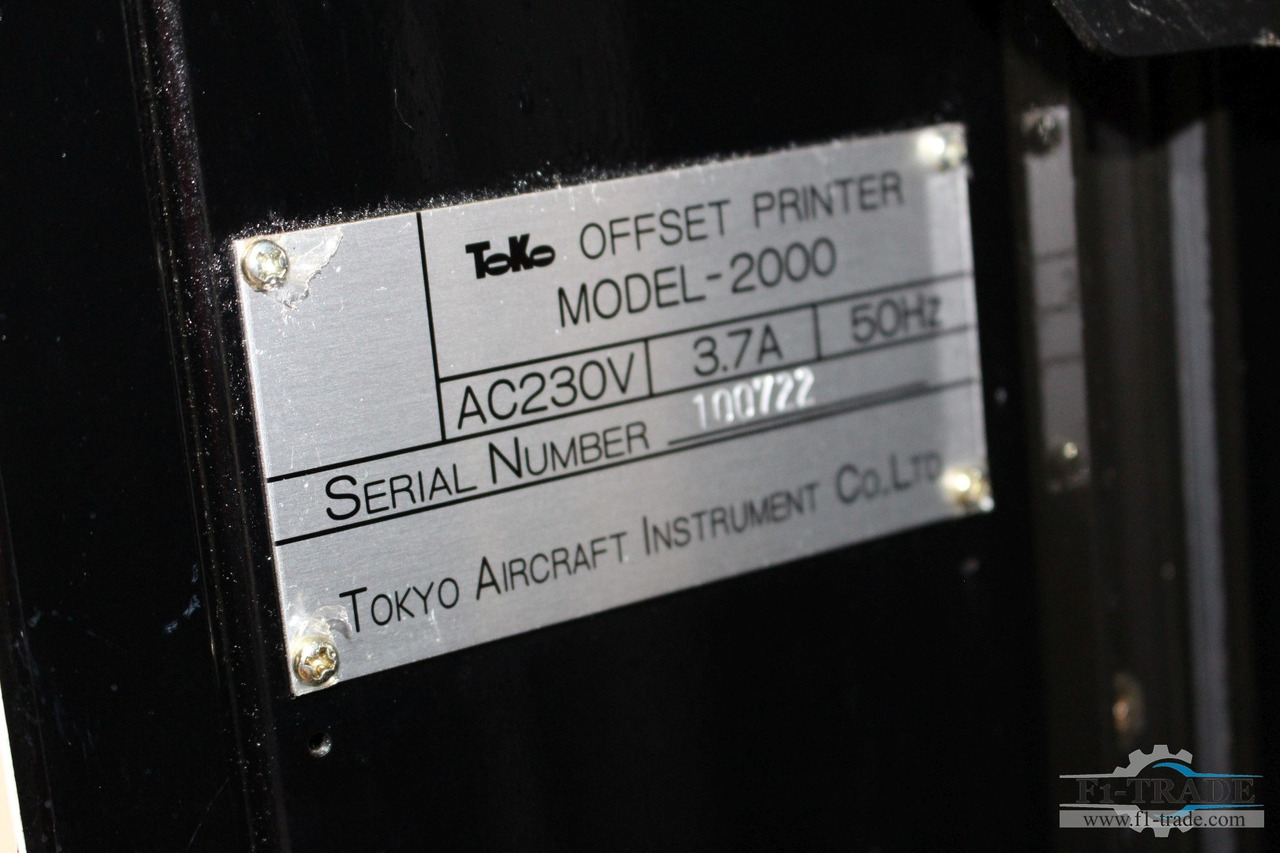 ToKo OFFSET PRINTER
MODEL-2000
AC230V 3.7A 50Hz
SERIAL NUMBER 100722
TOKYO AIRCRAFT INSTRUMENT CO.LTD
F1-TRADE
www.f1-trade.com